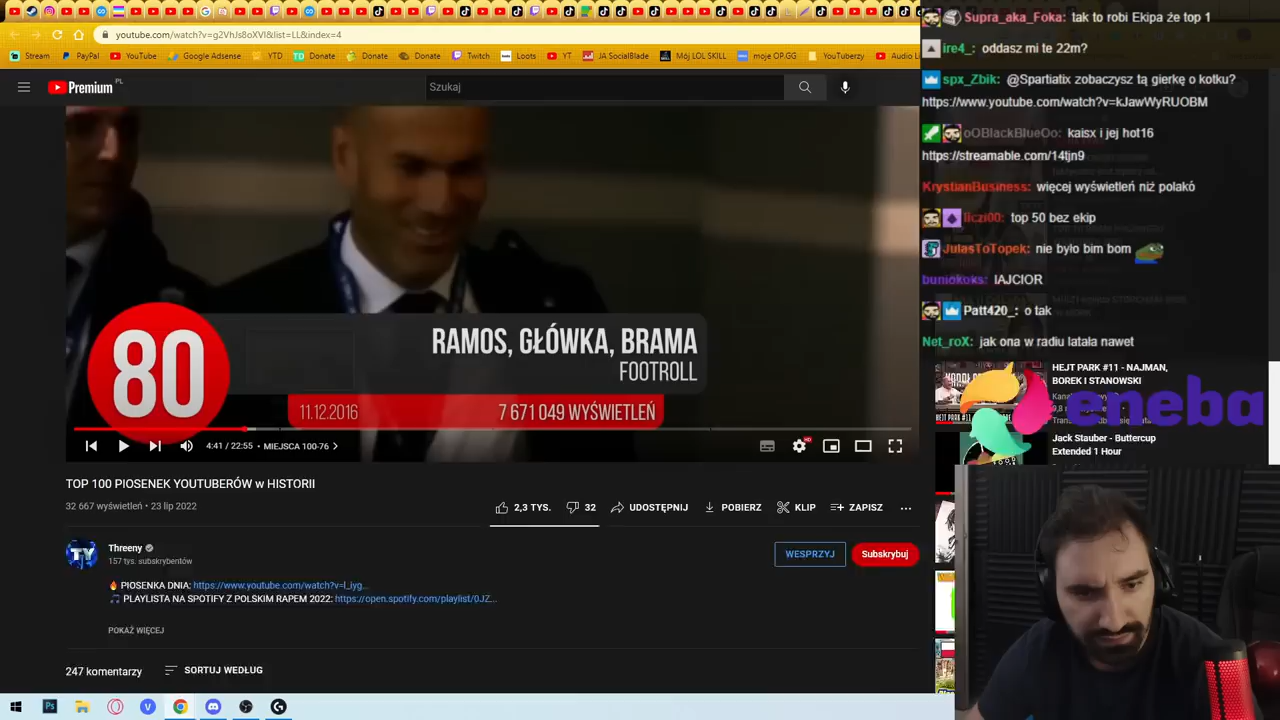 youtube.com/watch?v=g2VhJs8oXVI&list=LL&index=4
Stream
PayPal
YouTube
Google Adsense
YTD
Donate
Donate
Donate
Twitch
Loots
YT
JA SocialBlade
Mój LOL SKILL
moje OP.GG
YouTuberzy
Audio Li
Premium PL
Szukaj
80
RAMOS, GŁÓWKA, BRAMA
FOOTROLL
11.12.2016
7 671 049 WYŚWIETLEŃ
4:41 / 22:55 • MIEJSCA 100-76
TOP 100 PIOSENEK YOUTUBERÓW w HISTORII
32 667 wyświetleń • 23 lip 2022
2,3 TYS.
32
UDOSTĘPNIJ
POBIERZ
KLIP
ZAPISZ
Threeny
157 tys. subskrybentów
WESPRZYJ
Subskrybuj
PIOSENKA DNIA: https://www.youtube.com/watch?v=l_iyg...
PLAYLISTA NA SPOTIFY Z POLSKIM RAPEM 2022: https://open.spotify.com/playlist/0JZ...
POKAŻ WIĘCEJ
247 komentarzy
SORTUJ WEDŁUG
Supra_aka_Foka: tak to robi Ekipa że top 1
ire4_: oddasz mi te 22m?
spx_Zbik: @Spartiatix zobaczysz tą gierkę o kotku?
https://www.youtube.com/watch?v=kJawWyRUOBM
oOBlackBlueOo: kaisx i jej hot16
https://streamable.com/14tjn9
KrystianBusiness: więcej wyświetleń niż polakó
liczi00: top 50 bez ekip
JulasToTopek: nie było bim bom
buniokoks: IAJCIOR
Patt420_: o tak
Net_roX: jak ona w radiu latała nawet
HEJT PARK #11 - NAJMAN,
BOREK I STANOWSKI
eneba
Jack Stauber - Buttercup
Extended 1 Hour